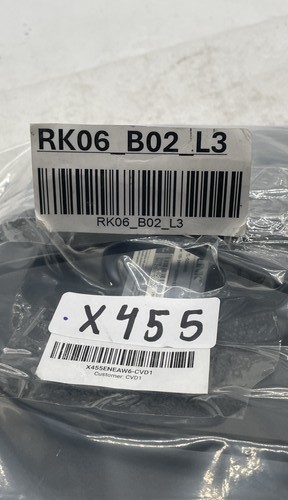 RK06_B02_L3
RK06_B02_L3
X455
X455ENEAW6-CVD1
Customer: CVD1